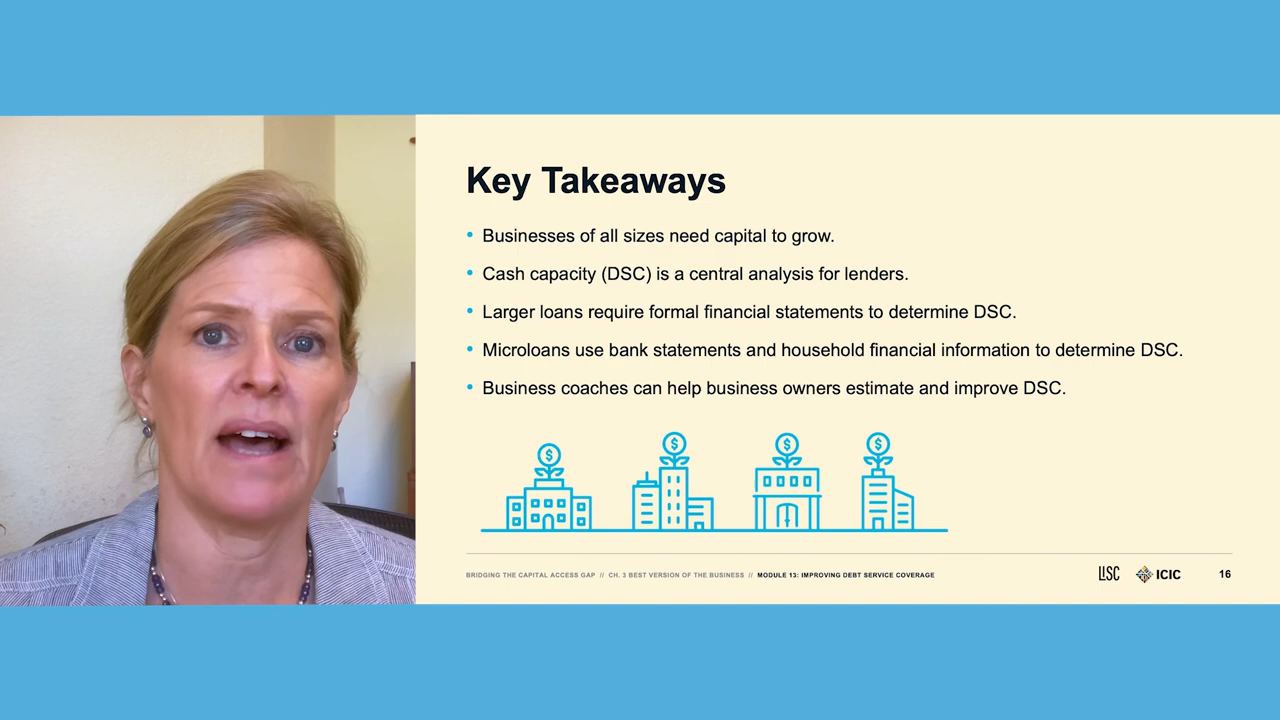 Key Takeaways
• Businesses of all sizes need capital to grow.
• Cash capacity (DSC) is a central analysis for lenders.
• Larger loans require formal financial statements to determine DSC.
• Microloans use bank statements and household financial information to determine DSC.
• Business coaches can help business owners estimate and improve DSC.
$ $ $ $
BRIDGING THE CAPITAL ACCESS GAP // CH. 3 BEST VERSION OF THE BUSINESS // MODULE 13: IMPROVING DEBT SERVICE COVERAGE
LISC ICIC 16